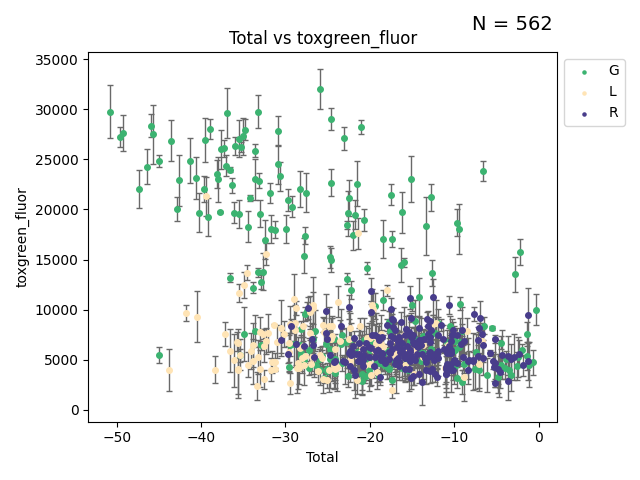 N = 562
Total vs toxgreen_fluor
35000
30000
25000
20000
15000
10000
5000
0
toxgreen_fluor
−50
−40
−30
−20
−10
0
Total
G
L
R